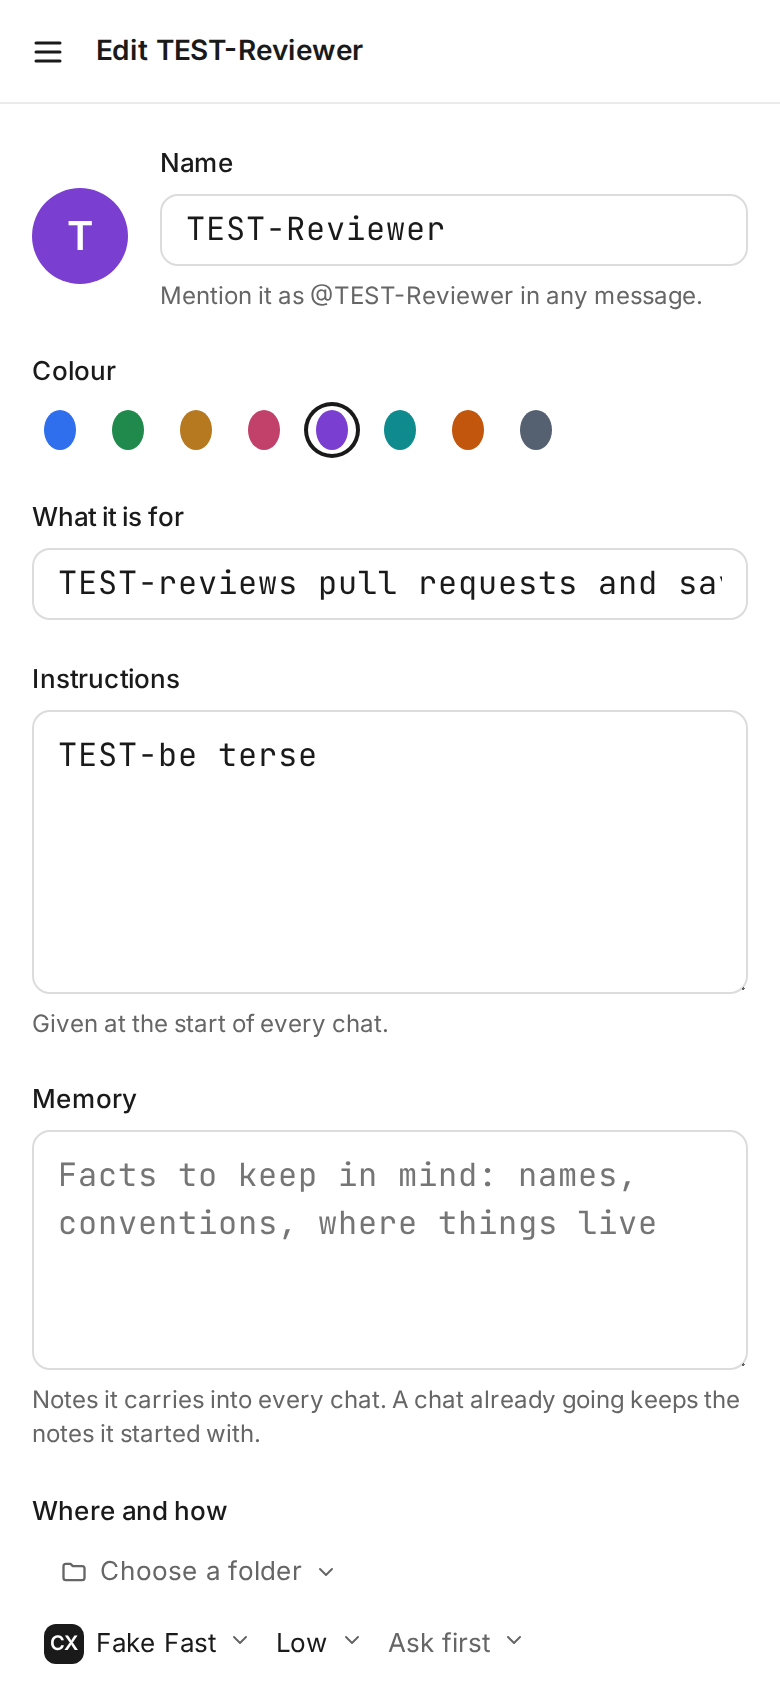 Edit TEST-Reviewer
Name
T
TEST-Reviewer
Mention it as @TEST-Reviewer in any message.
Colour
What it is for
TEST-reviews pull requests and
Instructions
TEST-be terse
Given at the start of every chat.
Memory
Facts to keep in mind: names,
conventions, where things live
Notes it carries into every chat. A chat already going keeps the
notes it started with.
Where and how
Choose a folder
CX Fake Fast Low Ask first